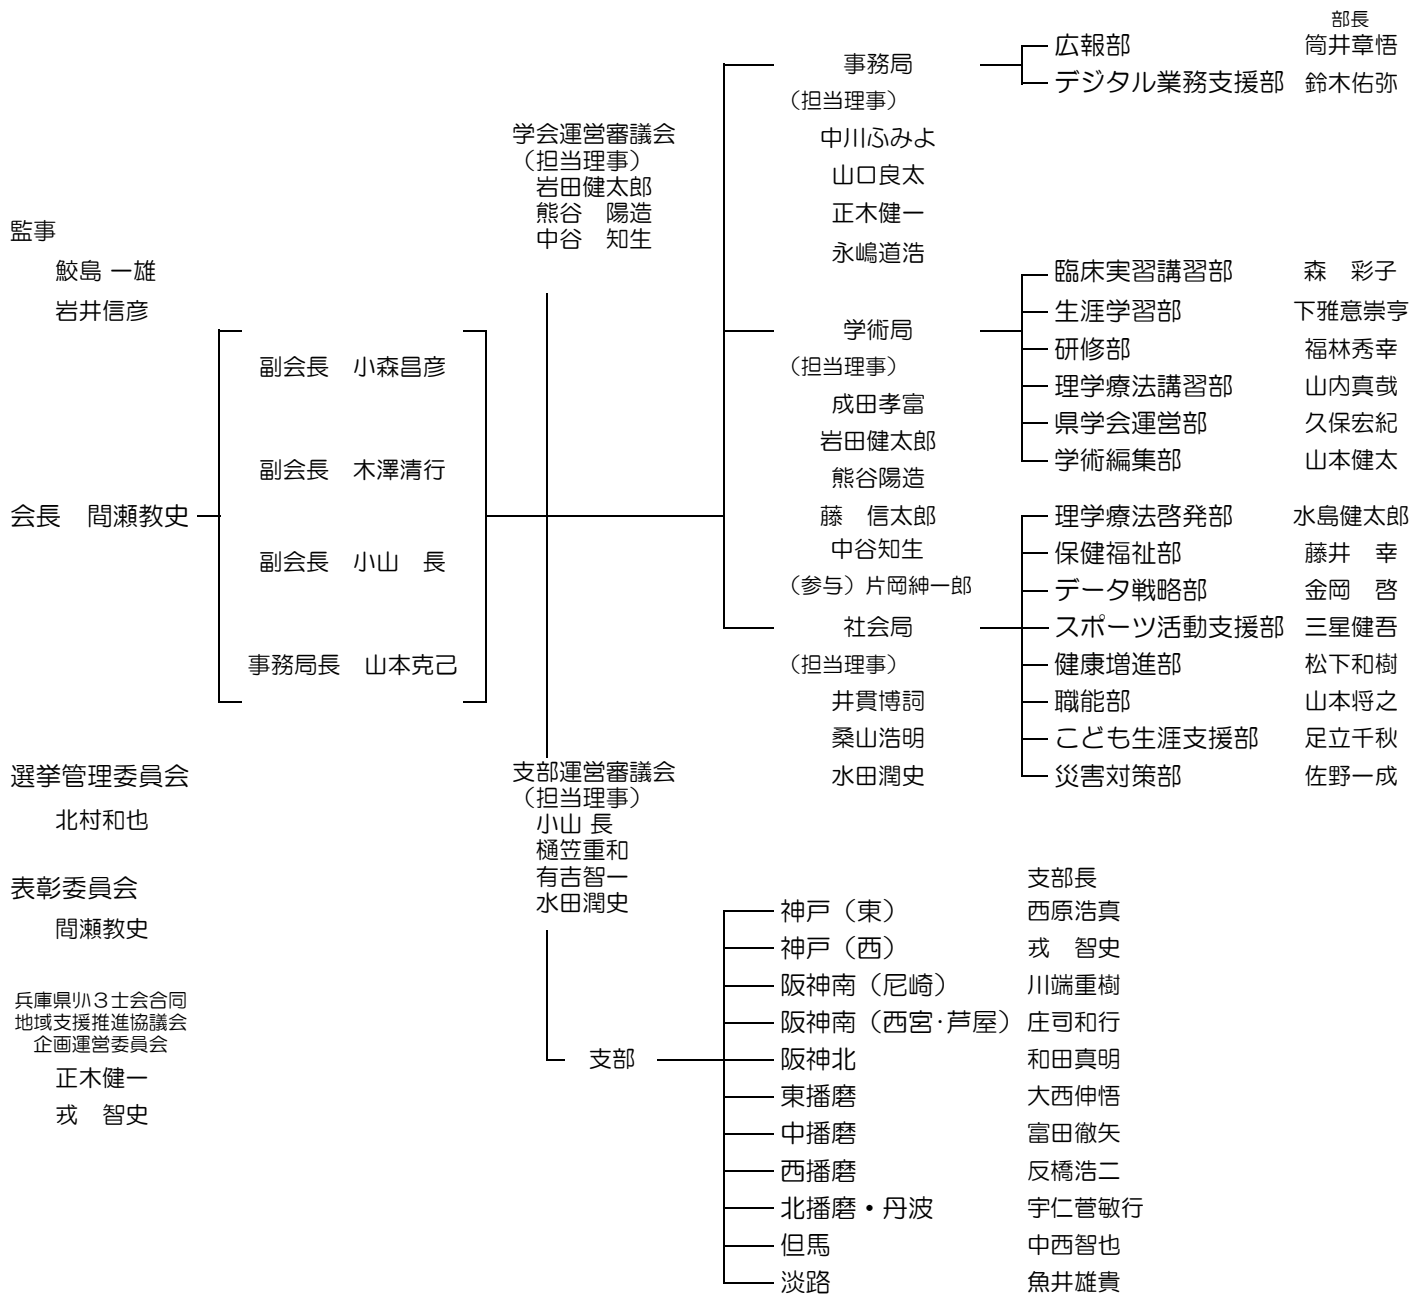 監事
鮫島 一雄
岩井信彦
会長　間瀬教史
副会長　小森昌彦
副会長　木澤清行
副会長　小山　長
事務局長　山本克己
選挙管理委員会
北村和也
表彰委員会
間瀬教史
兵庫県リハ３士会合同
地域支援推進協議会
企画運営委員会
正木健一
戎　智史
学会運営審議会
（担当理事）
岩田健太郎
熊谷　陽造
中谷　知生
支部運営審議会
（担当理事）
小山 長
樋笠重和
有吉智一
水田潤史
事務局
（担当理事）
中川ふみよ
山口良太
正木健一
永嶋道浩
部長
広報部　筒井章悟
デジタル業務支援部　鈴木佑弥
学術局
（担当理事）
成田孝富
岩田健太郎
熊谷陽造
藤　信太郎
中谷知生
（参与）片岡紳一郎
臨床実習講習部　森　彩子
生涯学習部　下雅意崇亨
研修部　福林秀幸
理学療法講習部　山内真哉
県学会運営部　久保宏紀
学術編集部　山本健太
社会局
（担当理事）
井貫博詞
桑山浩明
水田潤史
理学療法啓発部　水島健太郎
保健福祉部　藤井　幸
データ戦略部　金岡　啓
スポーツ活動支援部　三星健吾
健康増進部　松下和樹
職能部　山本将之
こども生涯支援部　足立千秋
災害対策部　佐野一成
支部
支部長
神戸（東）　西原浩真
神戸（西）　戎　智史
阪神南（尼崎）　川端重樹
阪神南（西宮･芦屋）　庄司和行
阪神北　和田真明
東播磨　大西伸悟
中播磨　富田徹矢
西播磨　反橋浩二
北播磨・丹波　宇仁菅敏行
但馬　中西智也
淡路　魚井雄貴